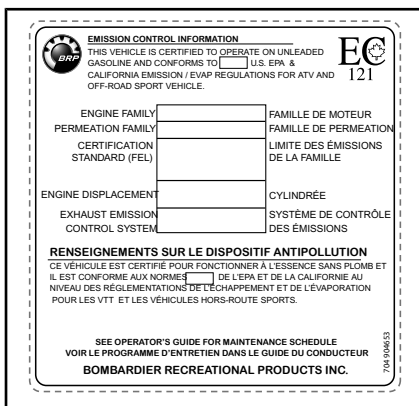 EMISSION CONTROL INFORMATION
THIS VEHICLE IS CERTIFIED TO OPERATE ON UNLEADED
GASOLINE AND CONFORMS TO U.S. EPA &
CALIFORNIA EMISSION / EVAP REGULATIONS FOR ATV AND
OFF-ROAD SPORT VEHICLE.
BRP
EC
121
ENGINE FAMILY FAMILLE DE MOTEUR
PERMEATION FAMILY FAMILLE DE PERMEATION
CERTIFICATION LIMITE DES ÉMISSIONS
STANDARD (FEL) DE LA FAMILLE
ENGINE DISPLACEMENT CYLINDRÉE
EXHAUST EMISSION SYSTÈME DE CONTRÔLE
CONTROL SYSTEM DES ÉMISSIONS
RENSEIGNEMENTS SUR LE DISPOSITIF ANTIPOLLUTION
CE VÉHICULE EST CERTIFIÉ POUR FONCTIONNER À L'ESSENCE SANS PLOMB ET
IL EST CONFORME AUX NORMES DE L'EPA ET DE LA CALIFORNIE AU
NIVEAU DES RÉGLEMENTATIONS DE L'ÉCHAPPEMENT ET DE L'ÉVAPORATION
POUR LES VTT ET LES VÉHICULES HORS-ROUTE SPORTS.
SEE OPERATOR'S GUIDE FOR MAINTENANCE SCHEDULE
VOIR LE PROGRAMME D'ENTRETIEN DANS LE GUIDE DU CONDUCTEUR
BOMBARDIER RECREATIONAL PRODUCTS INC.
704 904653